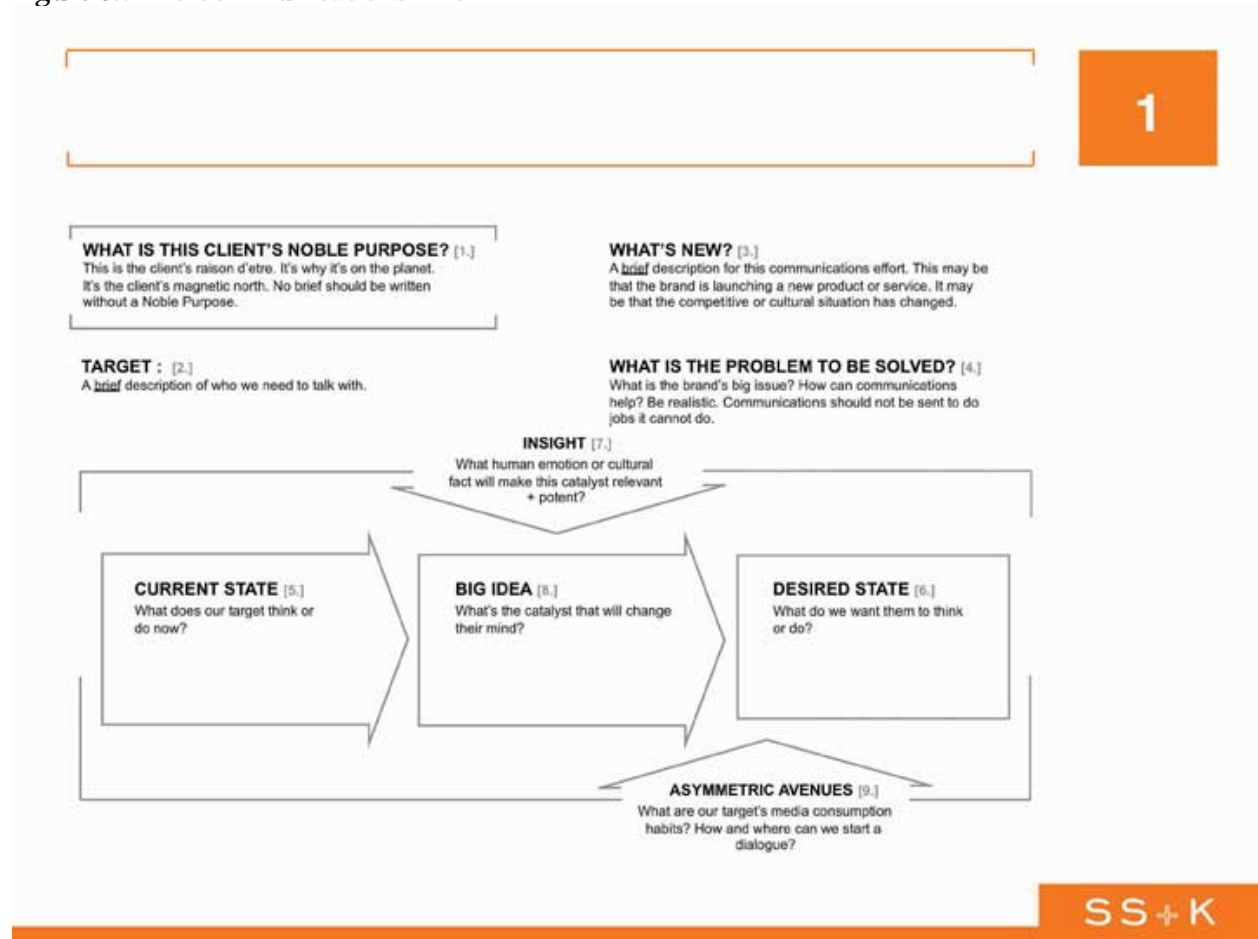 1
WHAT IS THIS CLIENT'S NOBLE PURPOSE? [1.]
This is the client's raison d'etre. It's why it's on the planet.
It's the client's magnetic north. No brief should be written
without a Noble Purpose.
WHAT'S NEW? [3.]
A brief description for this communications effort. This may be
that the brand is launching a new product or service. It may
be that the competitive or cultural situation has changed.
TARGET : [2.]
A brief description of who we need to talk with.
WHAT IS THE PROBLEM TO BE SOLVED? [4.]
What is the brand's big issue? How can communications
help? Be realistic. Communications should not be sent to do
jobs it cannot do.
INSIGHT [7.]
What human emotion or cultural
fact will make this catalyst relevant
+ potent?
CURRENT STATE [5.]
What does our target think or
do now?
BIG IDEA [8.]
What's the catalyst that will change
their mind?
DESIRED STATE [6.]
What do we want them to think
or do?
ASYMMETRIC AVENUES [9.]
What are our target's media consumption
habits? How and where can we start a
dialogue?
SS+K